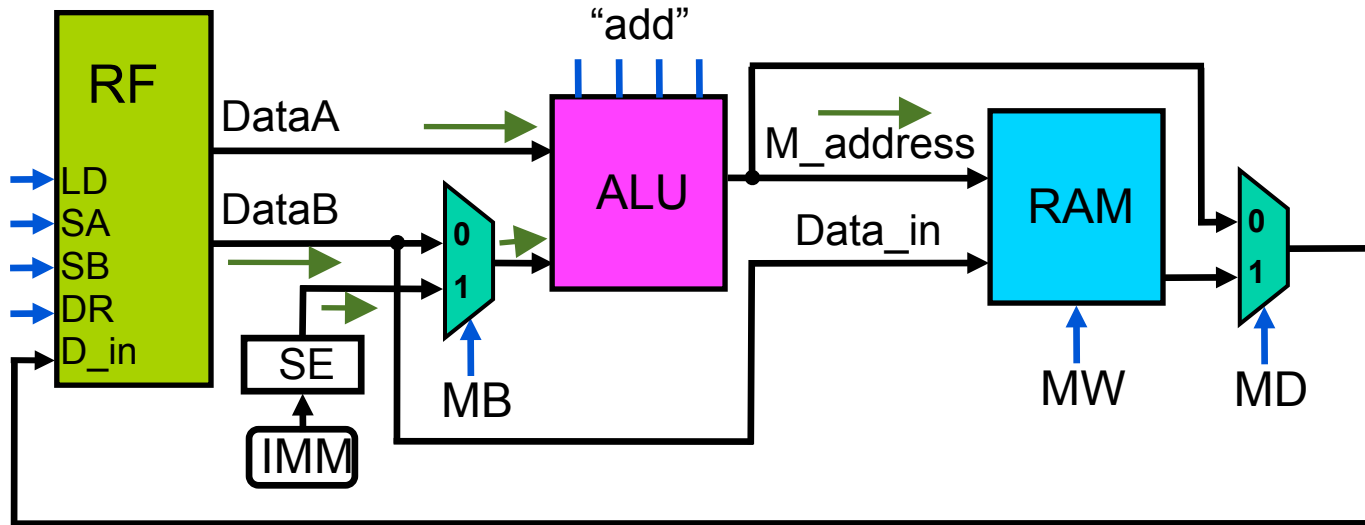 “add”
RF
DataA
M_address
LD
SA
SB
DR
D_in
DataB
ALU
RAM
Data_in
0
1
0
1
SE
IMM
MB
MW
MD